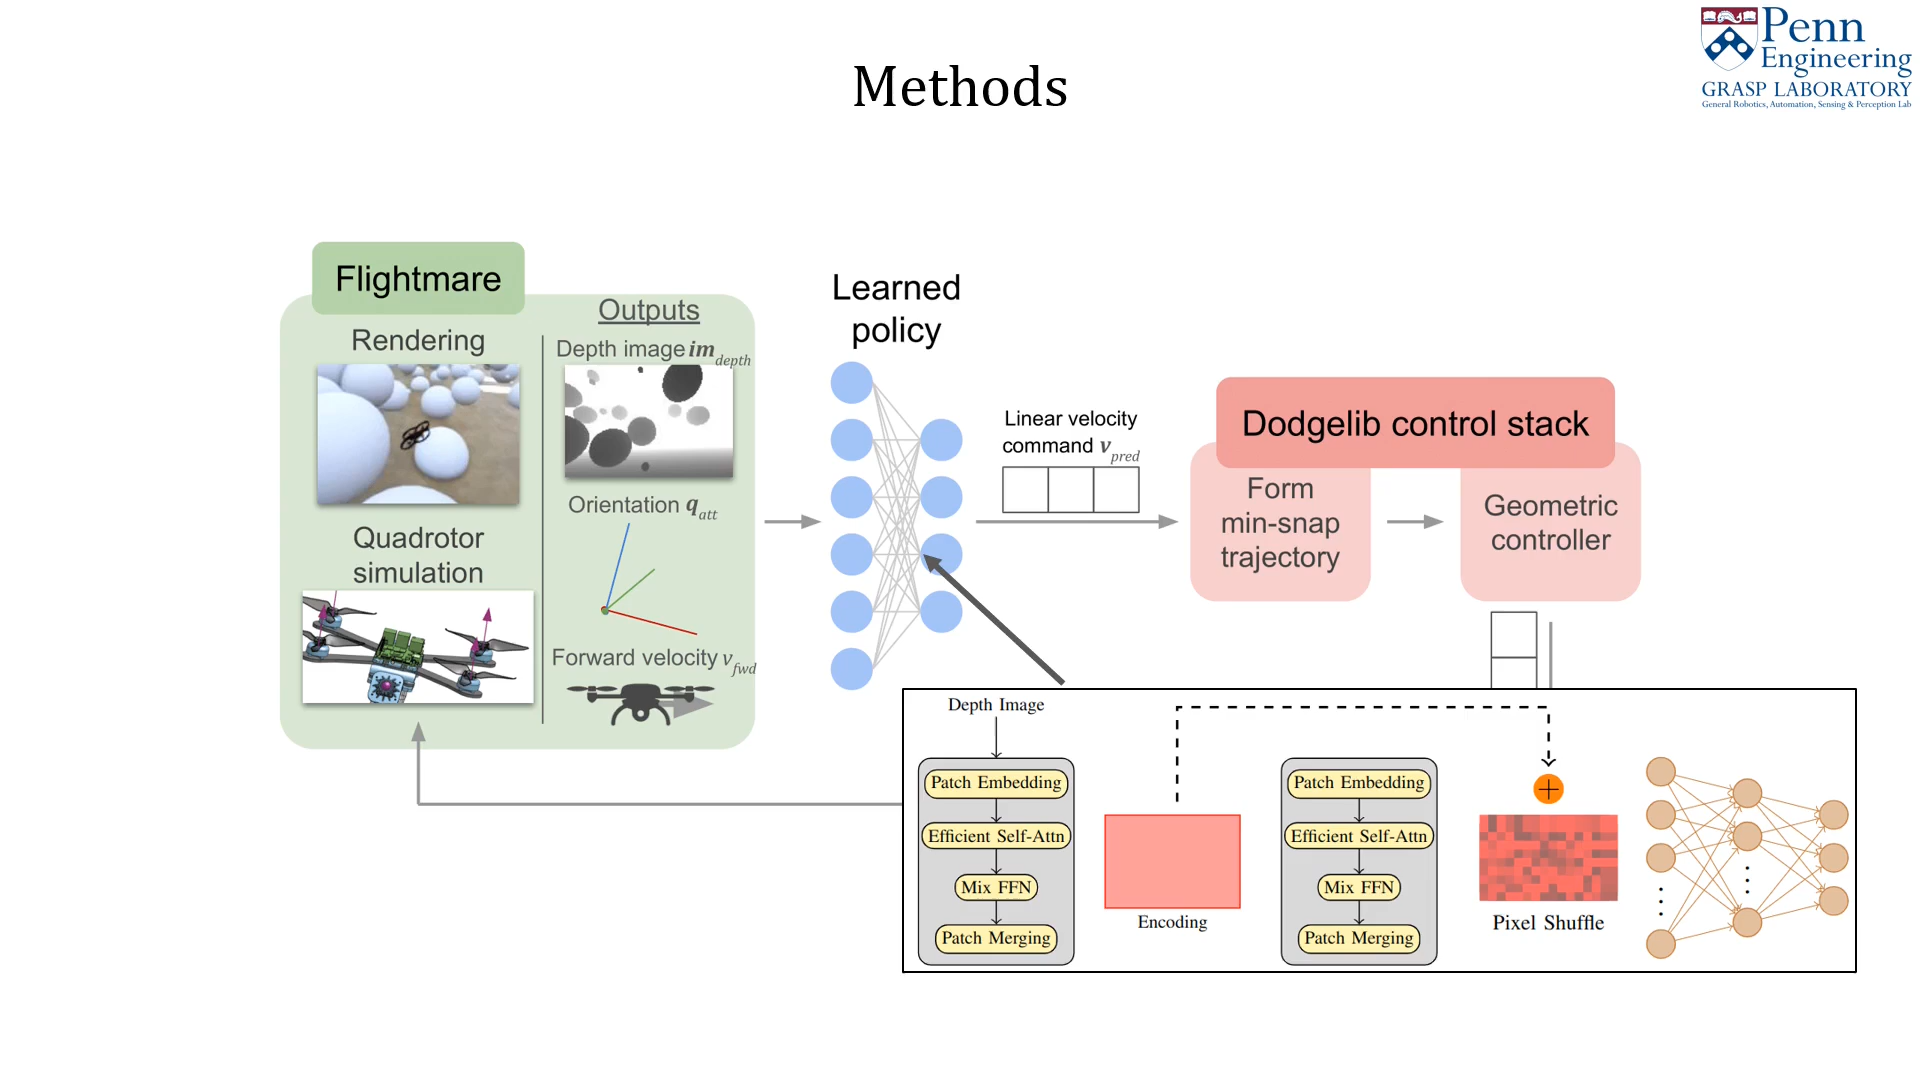 Penn
Engineering
GRASP LABORATORY
General Robotics, Automation, Sensing & Perception Lab
Methods
Flightmare
Rendering
Quadrotor
simulation
Outputs
Depth image im_depth
Orientation q_att
Forward velocity v_fwd
Learned
policy
Linear velocity
command v_pred
Dodgelib control stack
Form
min-snap
trajectory
Geometric
controller
Depth Image
Patch Embedding
Efficient Self-Attn
Mix FFN
Patch Merging
Encoding
Patch Embedding
Efficient Self-Attn
Mix FFN
Patch Merging
+
Pixel Shuffle